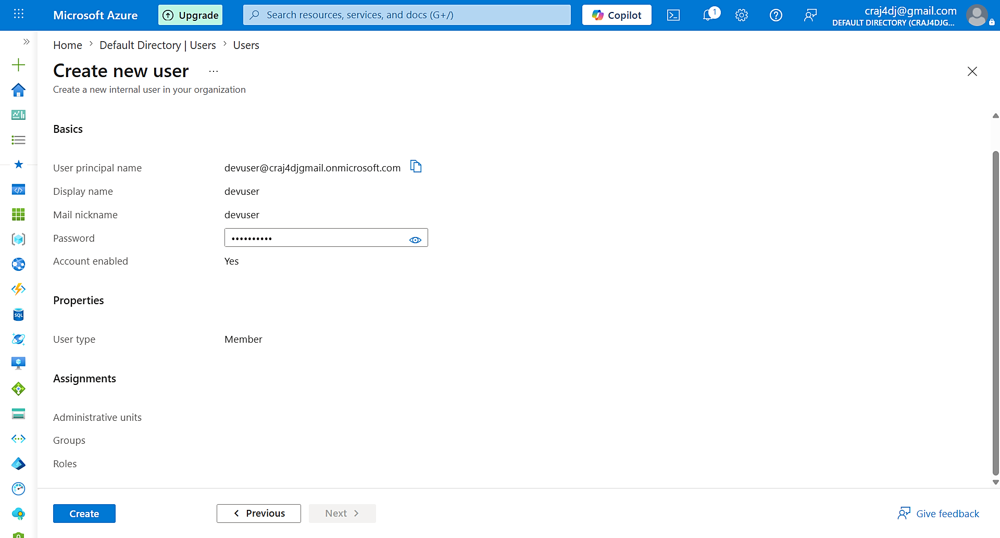 Microsoft Azure
Upgrade
Search resources, services, and docs (G+/)
Copilot
1
craj4dj@gmail.com
DEFAULT DIRECTORY (CRAJ4DJG...
Home > Default Directory | Users > Users
Create new user ...
Create a new internal user in your organization
Basics
User principal name devuser@craj4djgmail.onmicrosoft.com
Display name devuser
Mail nickname devuser
Password ••••••••••
Account enabled Yes
Properties
User type Member
Assignments
Administrative units
Groups
Roles
SQL
Create < Previous Next > Give feedback